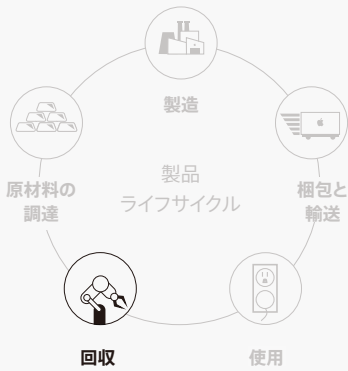 製造
原材料の
調達
製品
ライフサイクル
梱包と
輸送
回収
使用